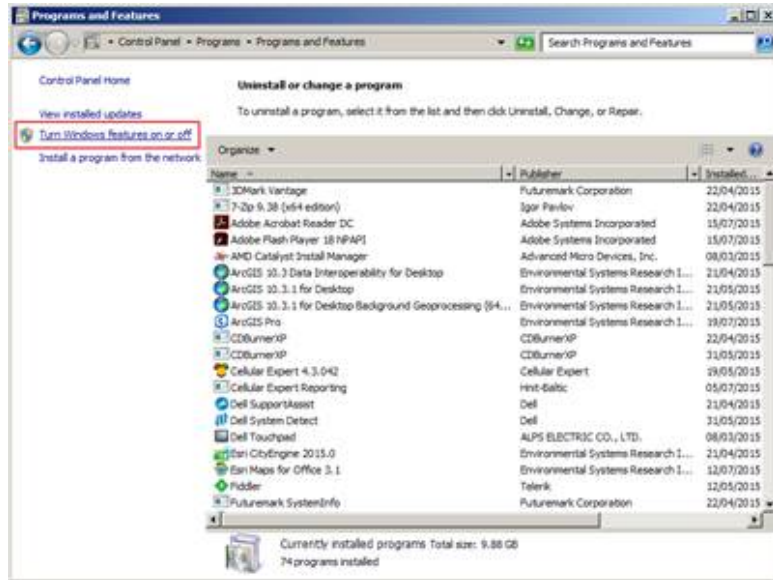 Programs and Features
Control Panel • Programs • Programs and Features
Search Programs and Features
Control Panel Home
View installed updates
Turn Windows features on or off
Install a program from the network
Uninstall or change a program
To uninstall a program, select it from the list and then click Uninstall, Change, or Repair.
Organize
Name Publisher Installed...
3DMark Vantage Futuremark Corporation 22/04/2015
7-Zip 9.38 (x64 edition) Igor Pavlov 22/04/2015
Adobe Acrobat Reader DC Adobe Systems Incorporated 15/07/2015
Adobe Flash Player 18 NPAPI Adobe Systems Incorporated 15/07/2015
AMD Catalyst Install Manager Advanced Micro Devices, Inc. 08/03/2015
ArcGIS 10.3 Data Interoperability for Desktop Environmental Systems Research I... 21/04/2015
ArcGIS 10.3.1 for Desktop Environmental Systems Research I... 21/05/2015
ArcGIS 10.3.1 for Desktop Background Geoprocessing (64... Environmental Systems Research I... 21/05/2015
ArcGIS Pro Environmental Systems Research I... 19/07/2015
CDBurnerXP CDBurnerXP 22/04/2015
CDBurnerXP CDBurnerXP 31/05/2015
Cellular Expert 4.3.042 Cellular Expert 19/05/2015
Cellular Expert Reporting Hnit-Baltic 05/07/2015
Dell SupportAssist Dell 21/04/2015
Dell System Detect Dell 31/05/2015
Dell Touchpad ALPS ELECTRIC CO., LTD. 08/03/2015
Esri CityEngine 2015.0 Environmental Systems Research I... 21/04/2015
Esri Maps for Office 3.1 Environmental Systems Research I... 12/07/2015
Fiddler Telerik 12/05/2015
Futuremark SystemInfo Futuremark Corporation 22/04/2015
Currently installed programs Total size: 9.88 GB
74 programs installed